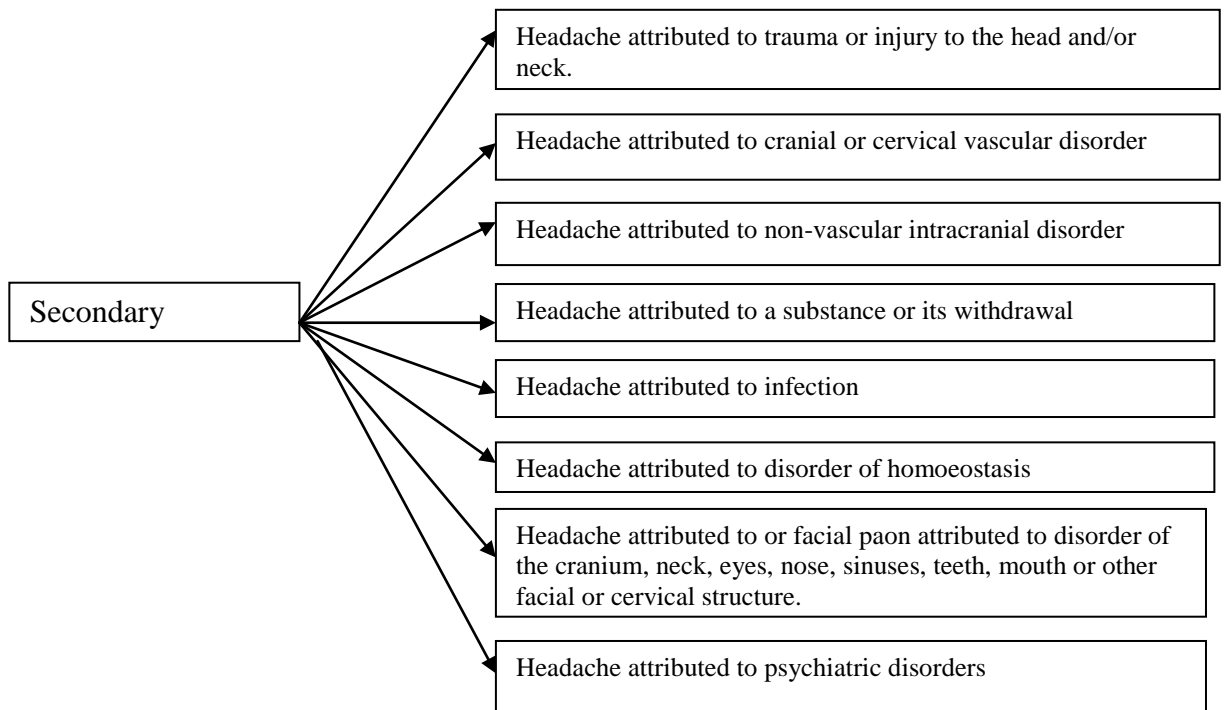 Headache attributed to trauma or injury to the head and/or
neck.
Headache attributed to cranial or cervical vascular disorder
Headache attributed to non-vascular intracranial disorder
Secondary
Headache attributed to a substance or its withdrawal
Headache attributed to infection
Headache attributed to disorder of homoeostasis
Headache attributed to or facial paon attributed to disorder of
the cranium, neck, eyes, nose, sinuses, teeth, mouth or other
facial or cervical structure.
Headache attributed to psychiatric disorders